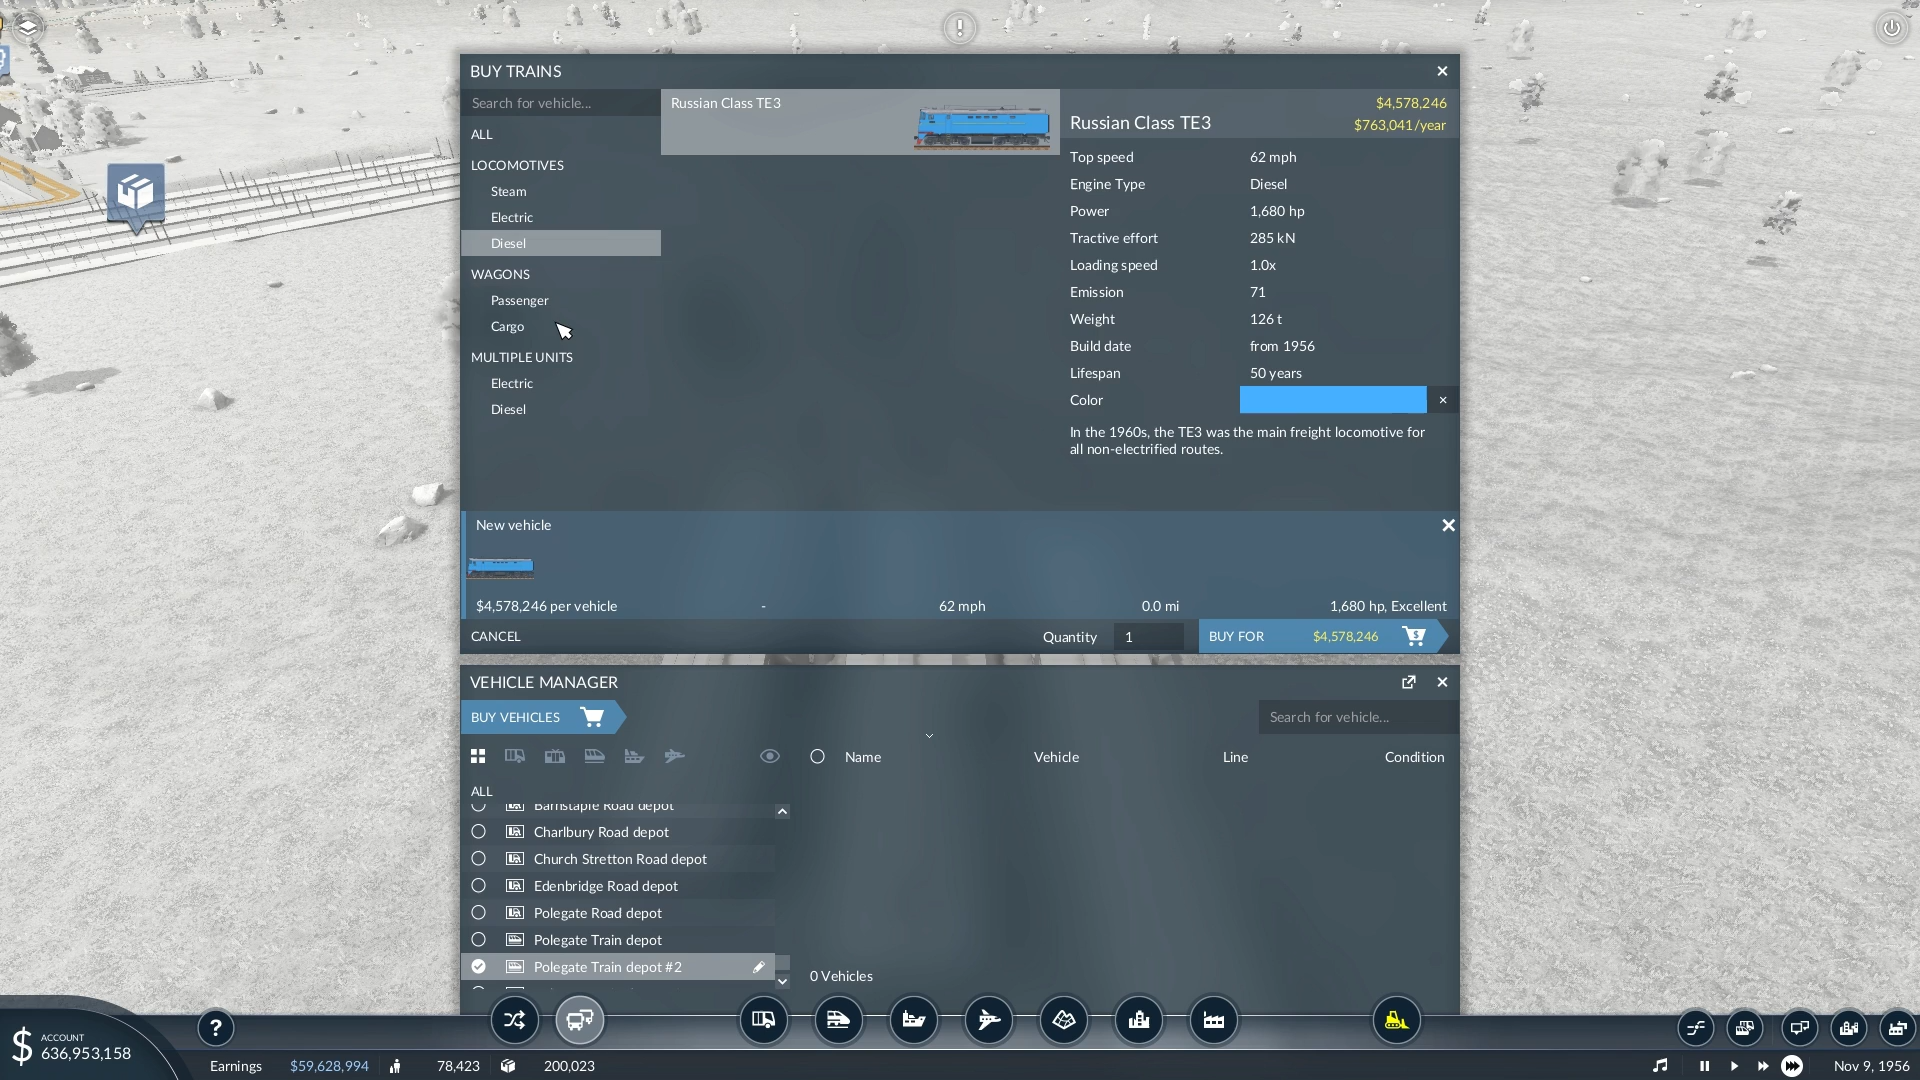 BUY TRAINS
Search for vehicle...
ALL
LOCOMOTIVES
Steam
Electric
Diesel
WAGONS
Passenger
Cargo
MULTIPLE UNITS
Electric
Diesel
Russian Class TE3
Russian Class TE3
$4,578,246
$763,041/year
Top speed 62 mph
Engine Type Diesel
Power 1,680 hp
Tractive effort 285 kN
Loading speed 1.0x
Emission 71
Weight 126 t
Build date from 1956
Lifespan 50 years
Color
In the 1960s, the TE3 was the main freight locomotive for
all non-electrified routes.
New vehicle
$4,578,246 per vehicle - 62 mph 0.0 mi 1,680 hp, Excellent
CANCEL Quantity 1 BUY FOR $4,578,246
VEHICLE MANAGER
BUY VEHICLES
Search for vehicle...
Name Vehicle Line Condition
ALL
Barnstaple Road depot
Charlbury Road depot
Church Stretton Road depot
Edenbridge Road depot
Polegate Road depot
Polegate Train depot
Polegate Train depot #2
0 Vehicles
?
$ ACCOUNT
636,953,158
Earnings $59,628,994 78,423 200,023 Nov 9, 1956